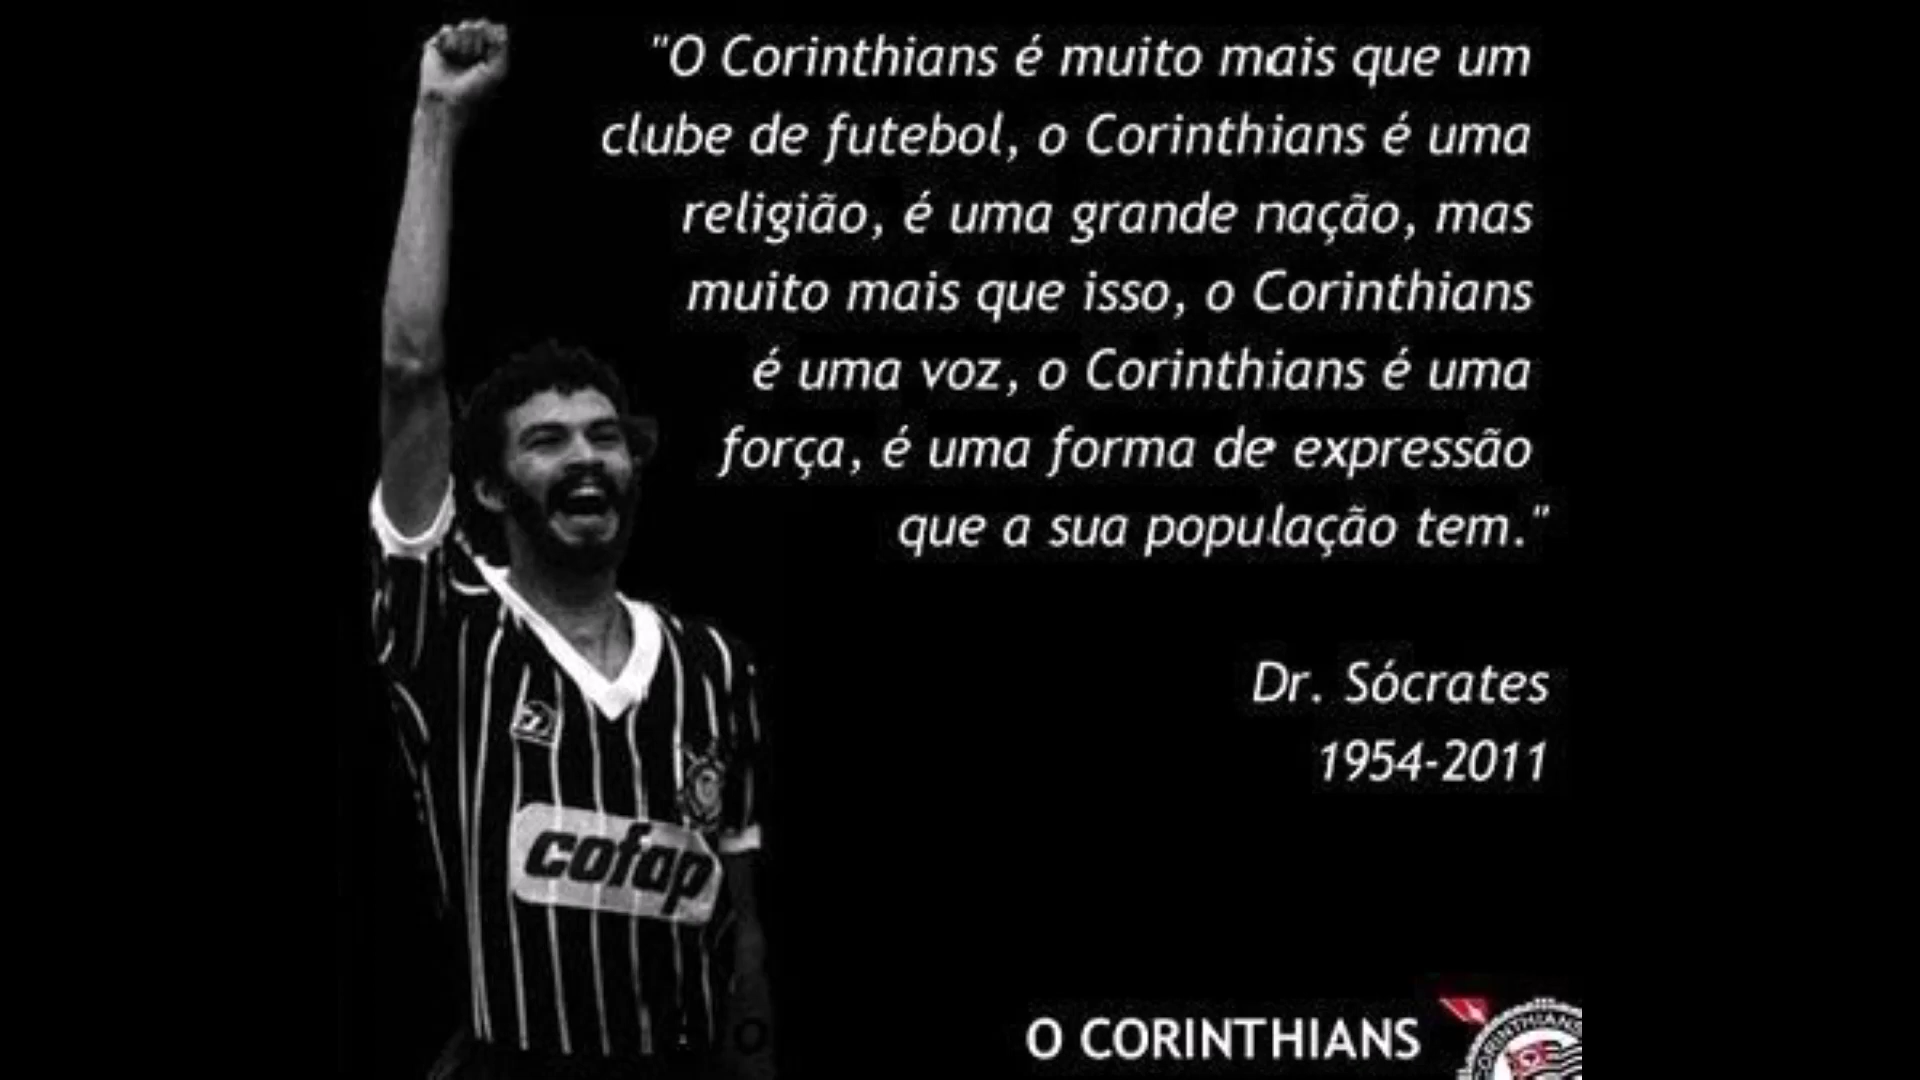 "O Corinthians é muito mais que um
clube de futebol, o Corinthians é uma
religião, é uma grande nação, mas
muito mais que isso, o Corinthians
é uma voz, o Corinthians é uma
força, é uma forma de expressão
que a sua população tem."
Dr. Sócrates
1954-2011
cofap
O CORINTHIANS
CORINTHIANS